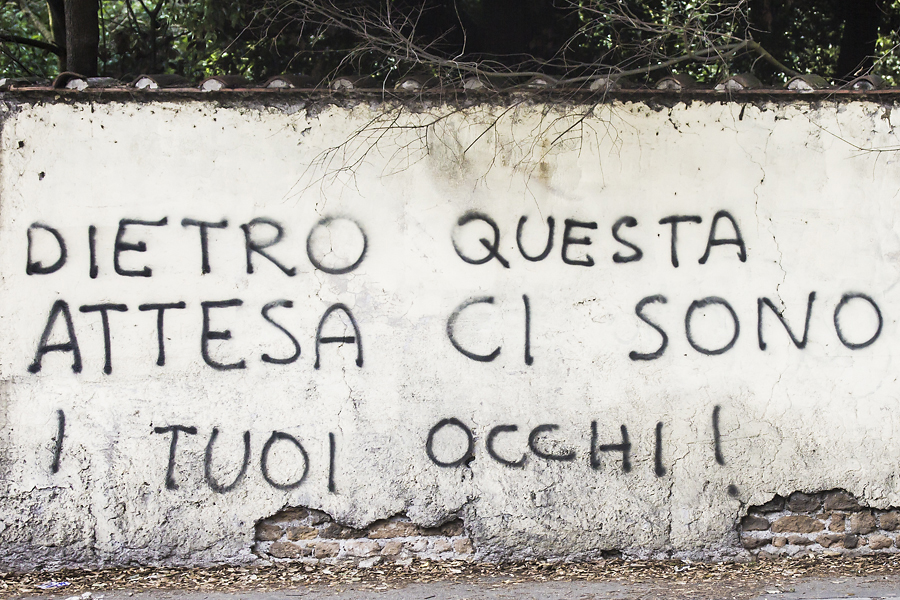 DIETRO QUESTA
ATTESA CI SONO
I TUOI OCCHI!